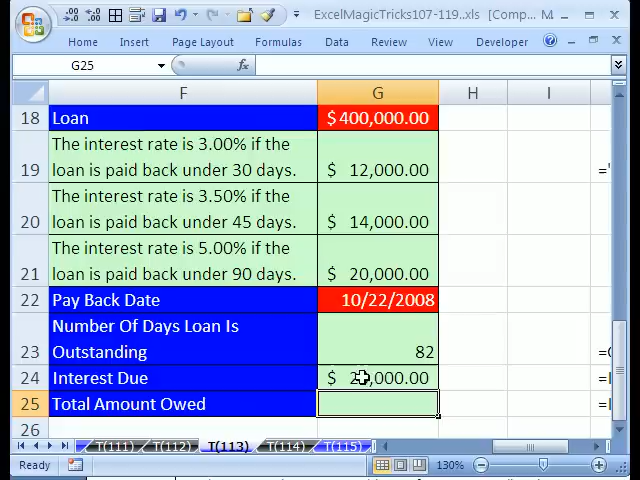 ExcelMagicTricks107-119..xls [Comp... M
Home Insert Page Layout Formulas Data Review View Developer
G25 fx
F G H I
18 Loan $ 400,000.00
19 The interest rate is 3.00% if the
loan is paid back under 30 days. $ 12,000.00
20 The interest rate is 3.50% if the
loan is paid back under 45 days. $ 14,000.00
21 The interest rate is 5.00% if the
loan is paid back under 90 days. $ 20,000.00
22 Pay Back Date 10/22/2008
23 Number Of Days Loan Is
Outstanding 82
24 Interest Due $ 20,000.00
25 Total Amount Owed
26
T(111) T(112) T(113) T(114) T(115)
Ready 130%